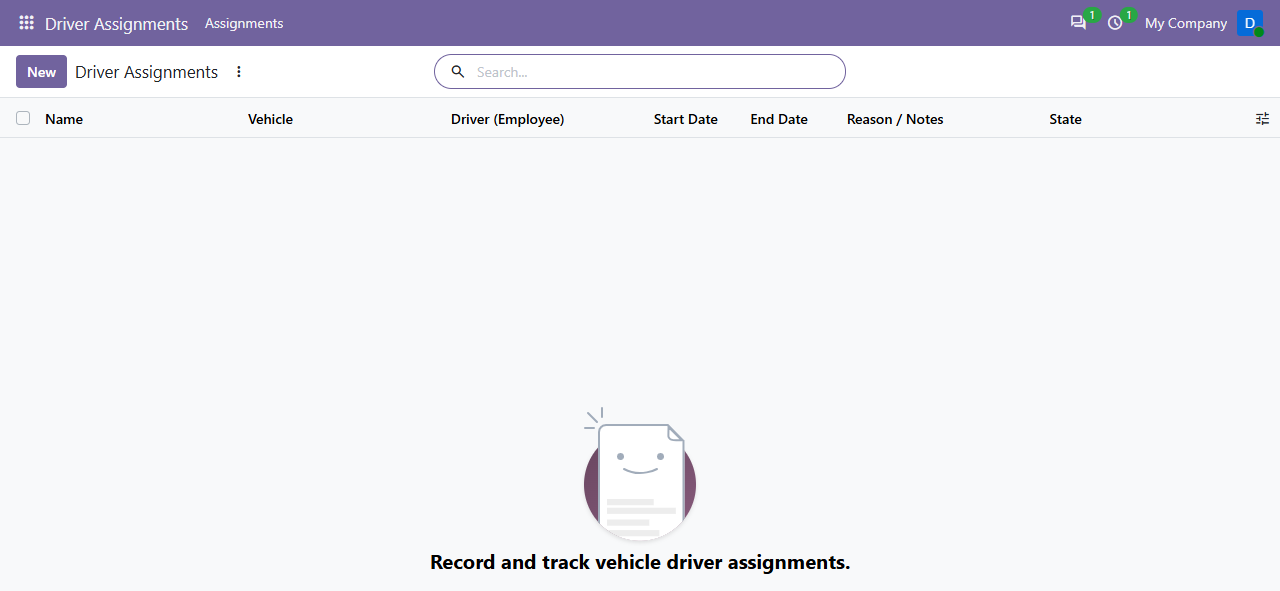 Driver Assignments Assignments 1 1 My Company D
New Driver Assignments Search...
Name Vehicle Driver (Employee) Start Date End Date Reason / Notes State
Record and track vehicle driver assignments.